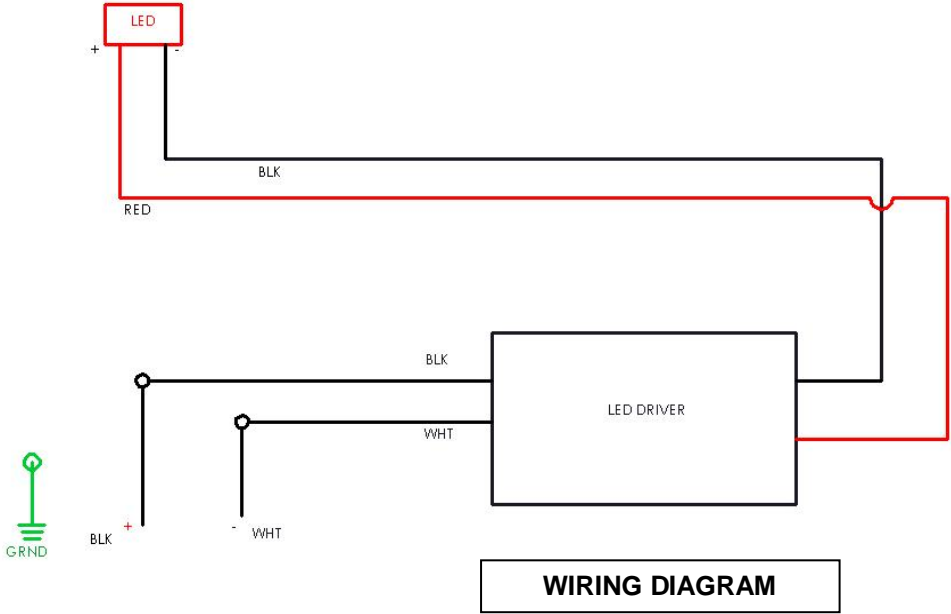 LED
+ -
BLK
RED
BLK
LED DRIVER
WHT
+ -
BLK WHT
GRND
WIRING DIAGRAM